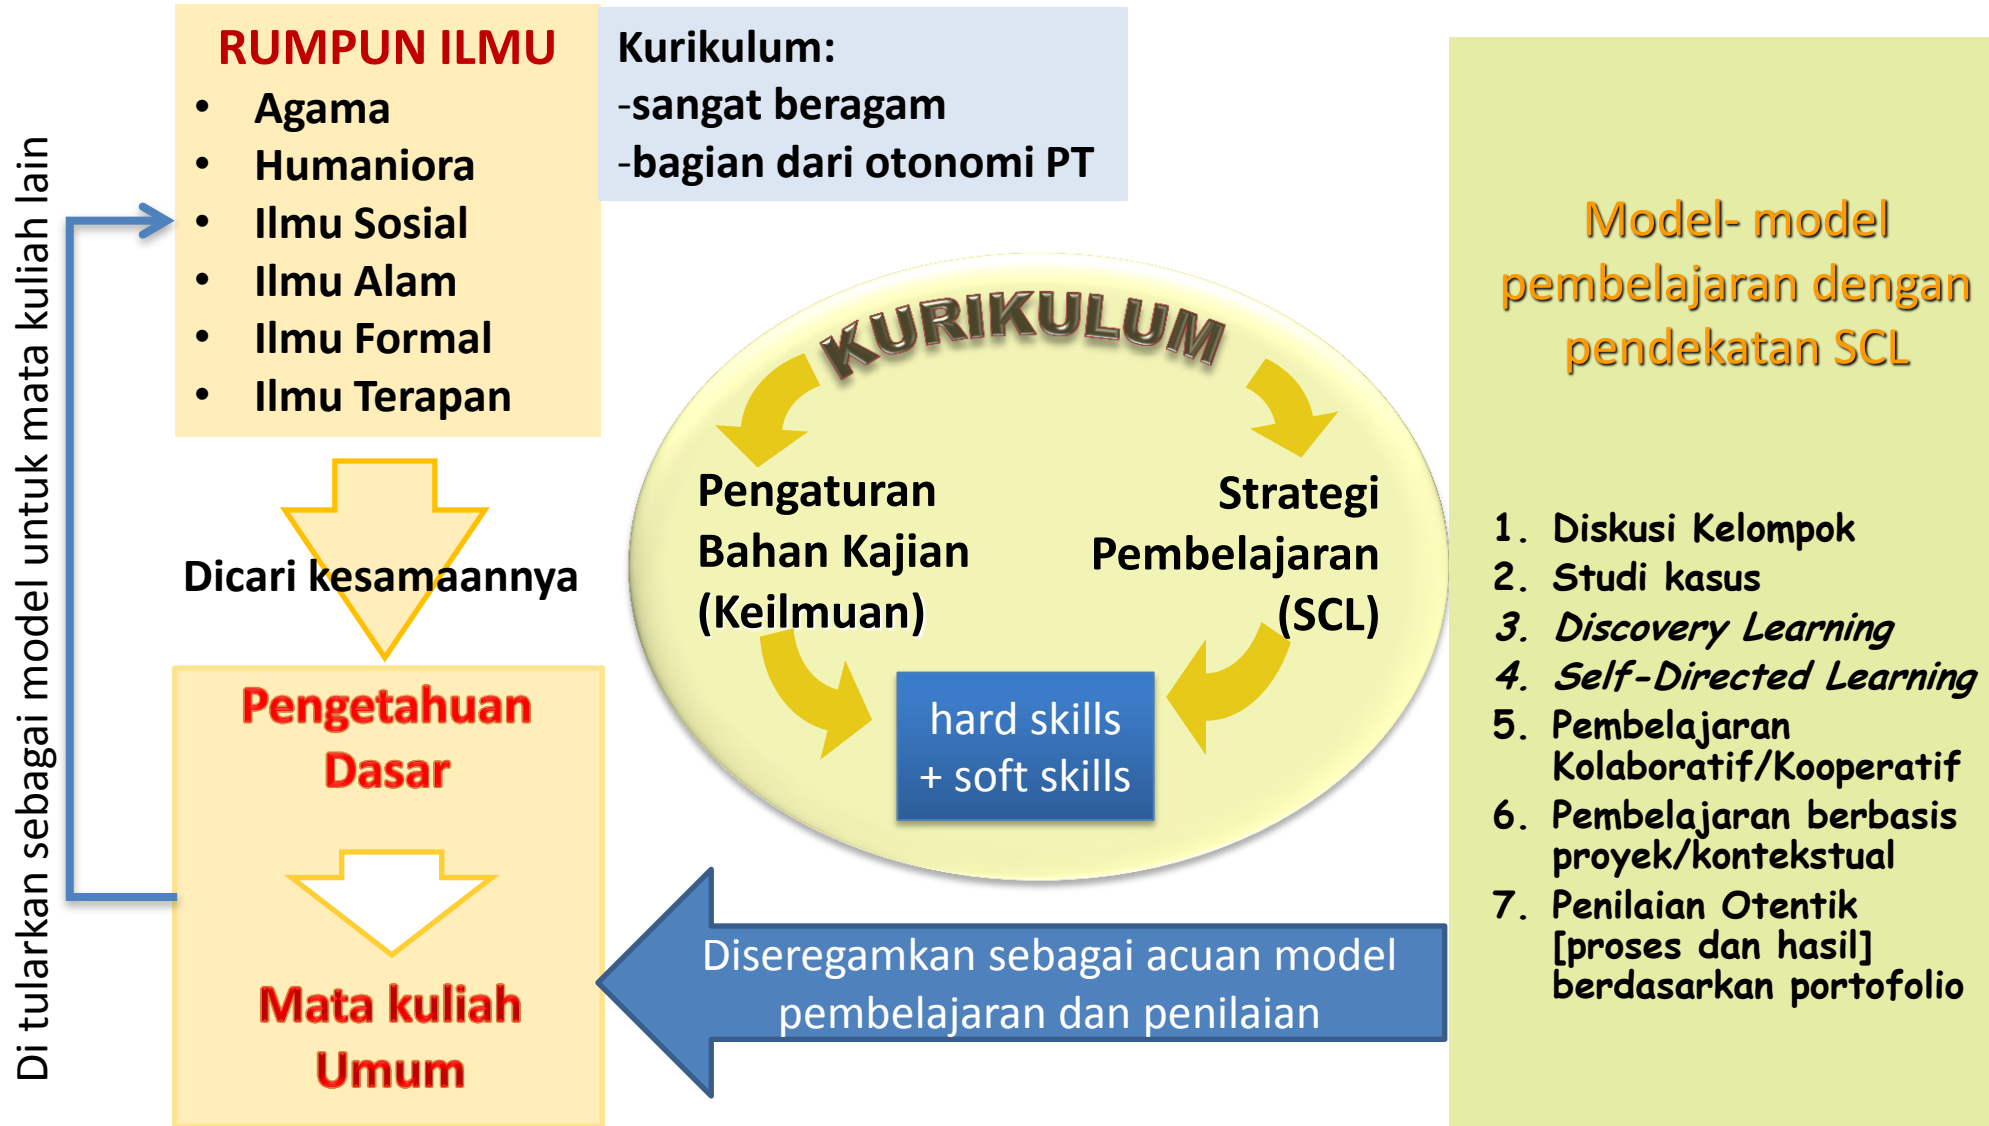 Di tularkan sebagai model untuk mata kuliah lain
RUMPUN ILMU
• Agama
• Humaniora
• Ilmu Sosial
• Ilmu Alam
• Ilmu Formal
• Ilmu Terapan
Kurikulum:
-sangat beragam
-bagian dari otonomi PT
Dicari kesamaannya
Pengetahuan
Dasar
Mata kuliah
Umum
KURIKULUM
Pengaturan
Bahan Kajian
(Keilmuan)
Strategi
Pembelajaran
(SCL)
hard skills
+ soft skills
Diseregamkan sebagai acuan model
pembelajaran dan penilaian
Model- model
pembelajaran dengan
pendekatan SCL
1. Diskusi Kelompok
2. Studi kasus
3. Discovery Learning
4. Self-Directed Learning
5. Pembelajaran
Kolaboratif/Kooperatif
6. Pembelajaran berbasis
proyek/kontekstual
7. Penilaian Otentik
[proses dan hasil]
berdasarkan portofolio